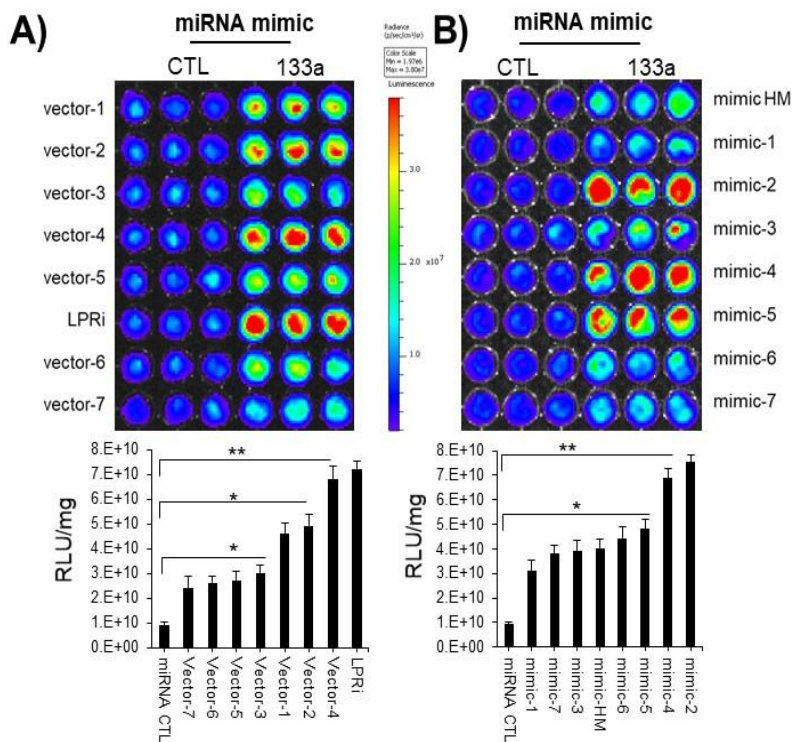 A)
miRNA mimic
CTL 133a
vector-1
vector-2
vector-3
vector-4
vector-5
LPRi
vector-6
vector-7
Radiance
(p/sec/cm²/sr)
Color Scale
Min = 1.97e6
Max = 3.80e7
Luminescence
3.0
2.0
x10⁷
1.0
B)
miRNA mimic
CTL 133a
mimic HM
mimic-1
mimic-2
mimic-3
mimic-4
mimic-5
mimic-6
mimic-7
RLU/mg
8.E+10
7.E+10
6.E+10
5.E+10
4.E+10
3.E+10
2.E+10
1.E+10
0.E+00
**
*
*
miRNA CTL
Vector-7
Vector-6
Vector-5
Vector-3
Vector-1
Vector-2
Vector-4
LPRi
RLU/mg
8.E+10
7.E+10
6.E+10
5.E+10
4.E+10
3.E+10
2.E+10
1.E+10
0.E+00
**
*
miRNA CTL
mimic-1
mimic-7
mimic-3
mimic-HM
mimic-6
mimic-5
mimic-4
mimic-2